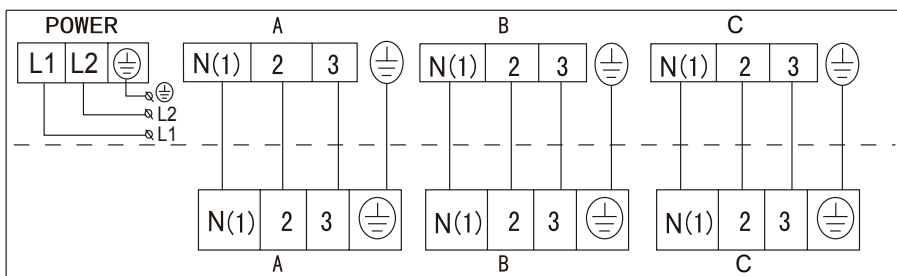 POWER A B C
L1 L2 N(1) 2 3 N(1) 2 3 N(1) 2 3
L2
L1
N(1) 2 3 N(1) 2 3 N(1) 2 3
A B C